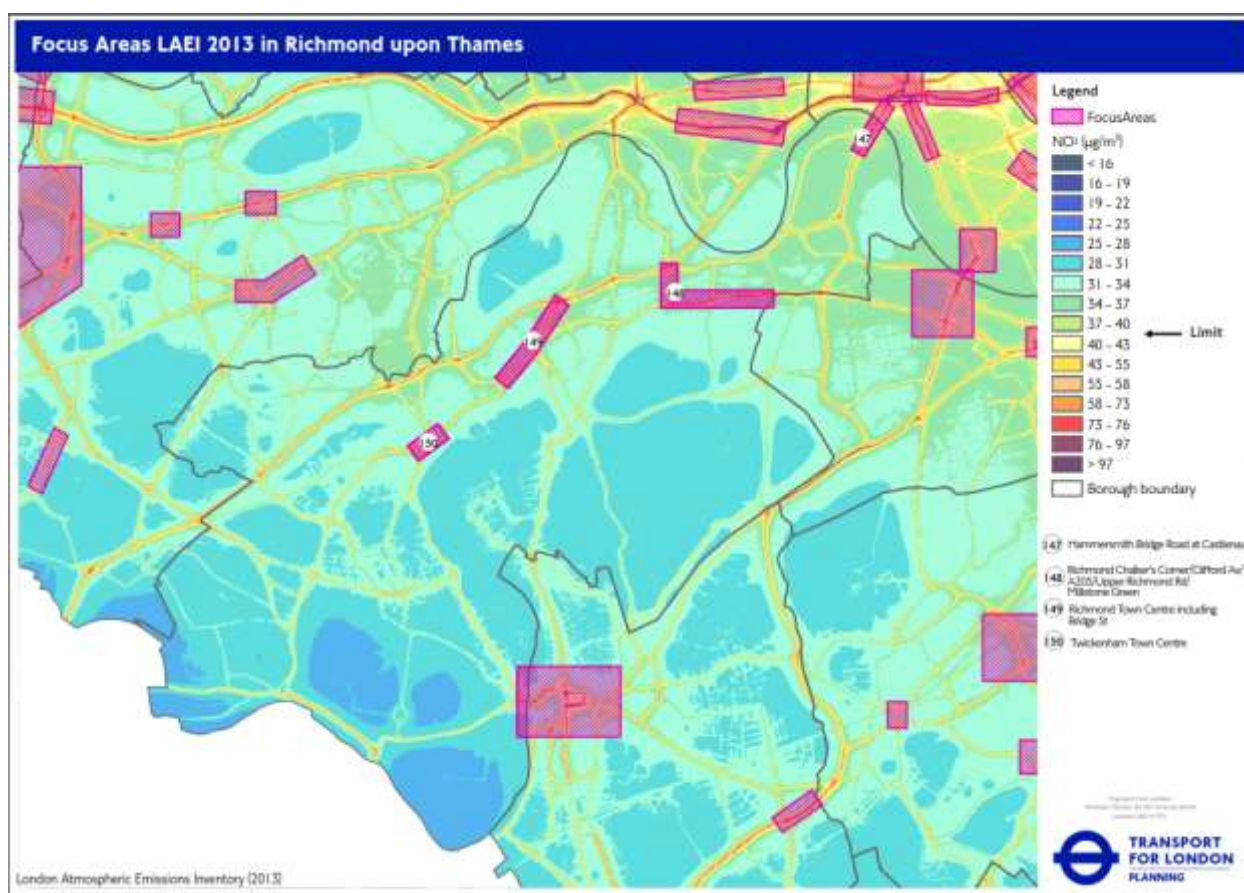 Focus Areas LAEI 2013 in Richmond upon Thames
Legend
FocusAreas
NO² (µg/m³)
< 16
16 - 19
19 - 22
22 - 25
25 - 28
28 - 31
31 - 34
34 - 37
37 - 40
Limit
40 - 43
43 - 55
55 - 58
58 - 73
73 - 76
76 - 97
> 97
Borough boundary
147 Hammersmith Bridge Road at Castlenau
148 Richmond Chalker's Corner/Clifford Av/
A205/Upper Richmond Rd/
Millstone Green
149 Richmond Town Centre including
Bridge St
150 Twickenham Town Centre
147
148
149
150
TRANSPORT
FOR LONDON
PLANNING
London Atmospheric Emissions Inventory (2013)